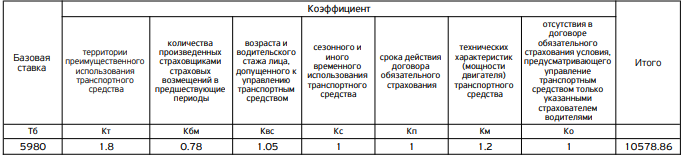 Коэффициент
Базовая
ставка
территории
преимущественного
использования
транспортного
средства
количества
произведенных
страховщиками
страховых
возмещений в
предшествующие
периоды
возраста и
водительского
стажа лица,
допущенного к
управлению
транспортным
средством
сезонного и
иного
временного
использования
транспортного
средства
срока действия
договора
обязательного
страхования
технических
характеристик
(мощности
двигателя)
транспортного
средства
отсутствия в
договоре
обязательного
страхования условия,
предусматривающего
управление
транспортным
средством только
указанными
страхователем
водителями
Итого
Тб Кт Кбм Квс Кс Кп Км Ко
5980 1.8 0.78 1.05 1 1 1.2 1 10578.86